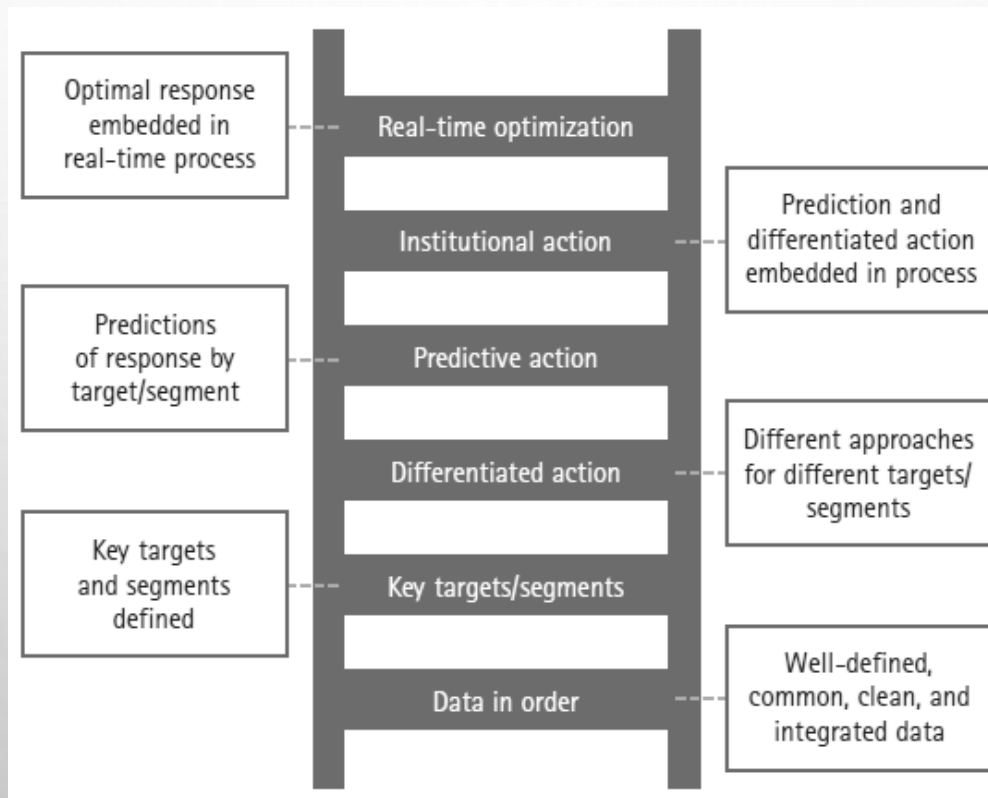 Optimal response
embedded in
real-time process
Real-time optimization
Institutional action
Prediction and
differentiated action
embedded in process
Predictions
of response by
target/segment
Predictive action
Differentiated action
Different approaches
for different targets/
segments
Key targets
and segments
defined
Key targets/segments
Data in order
Well-defined,
common, clean, and
integrated data